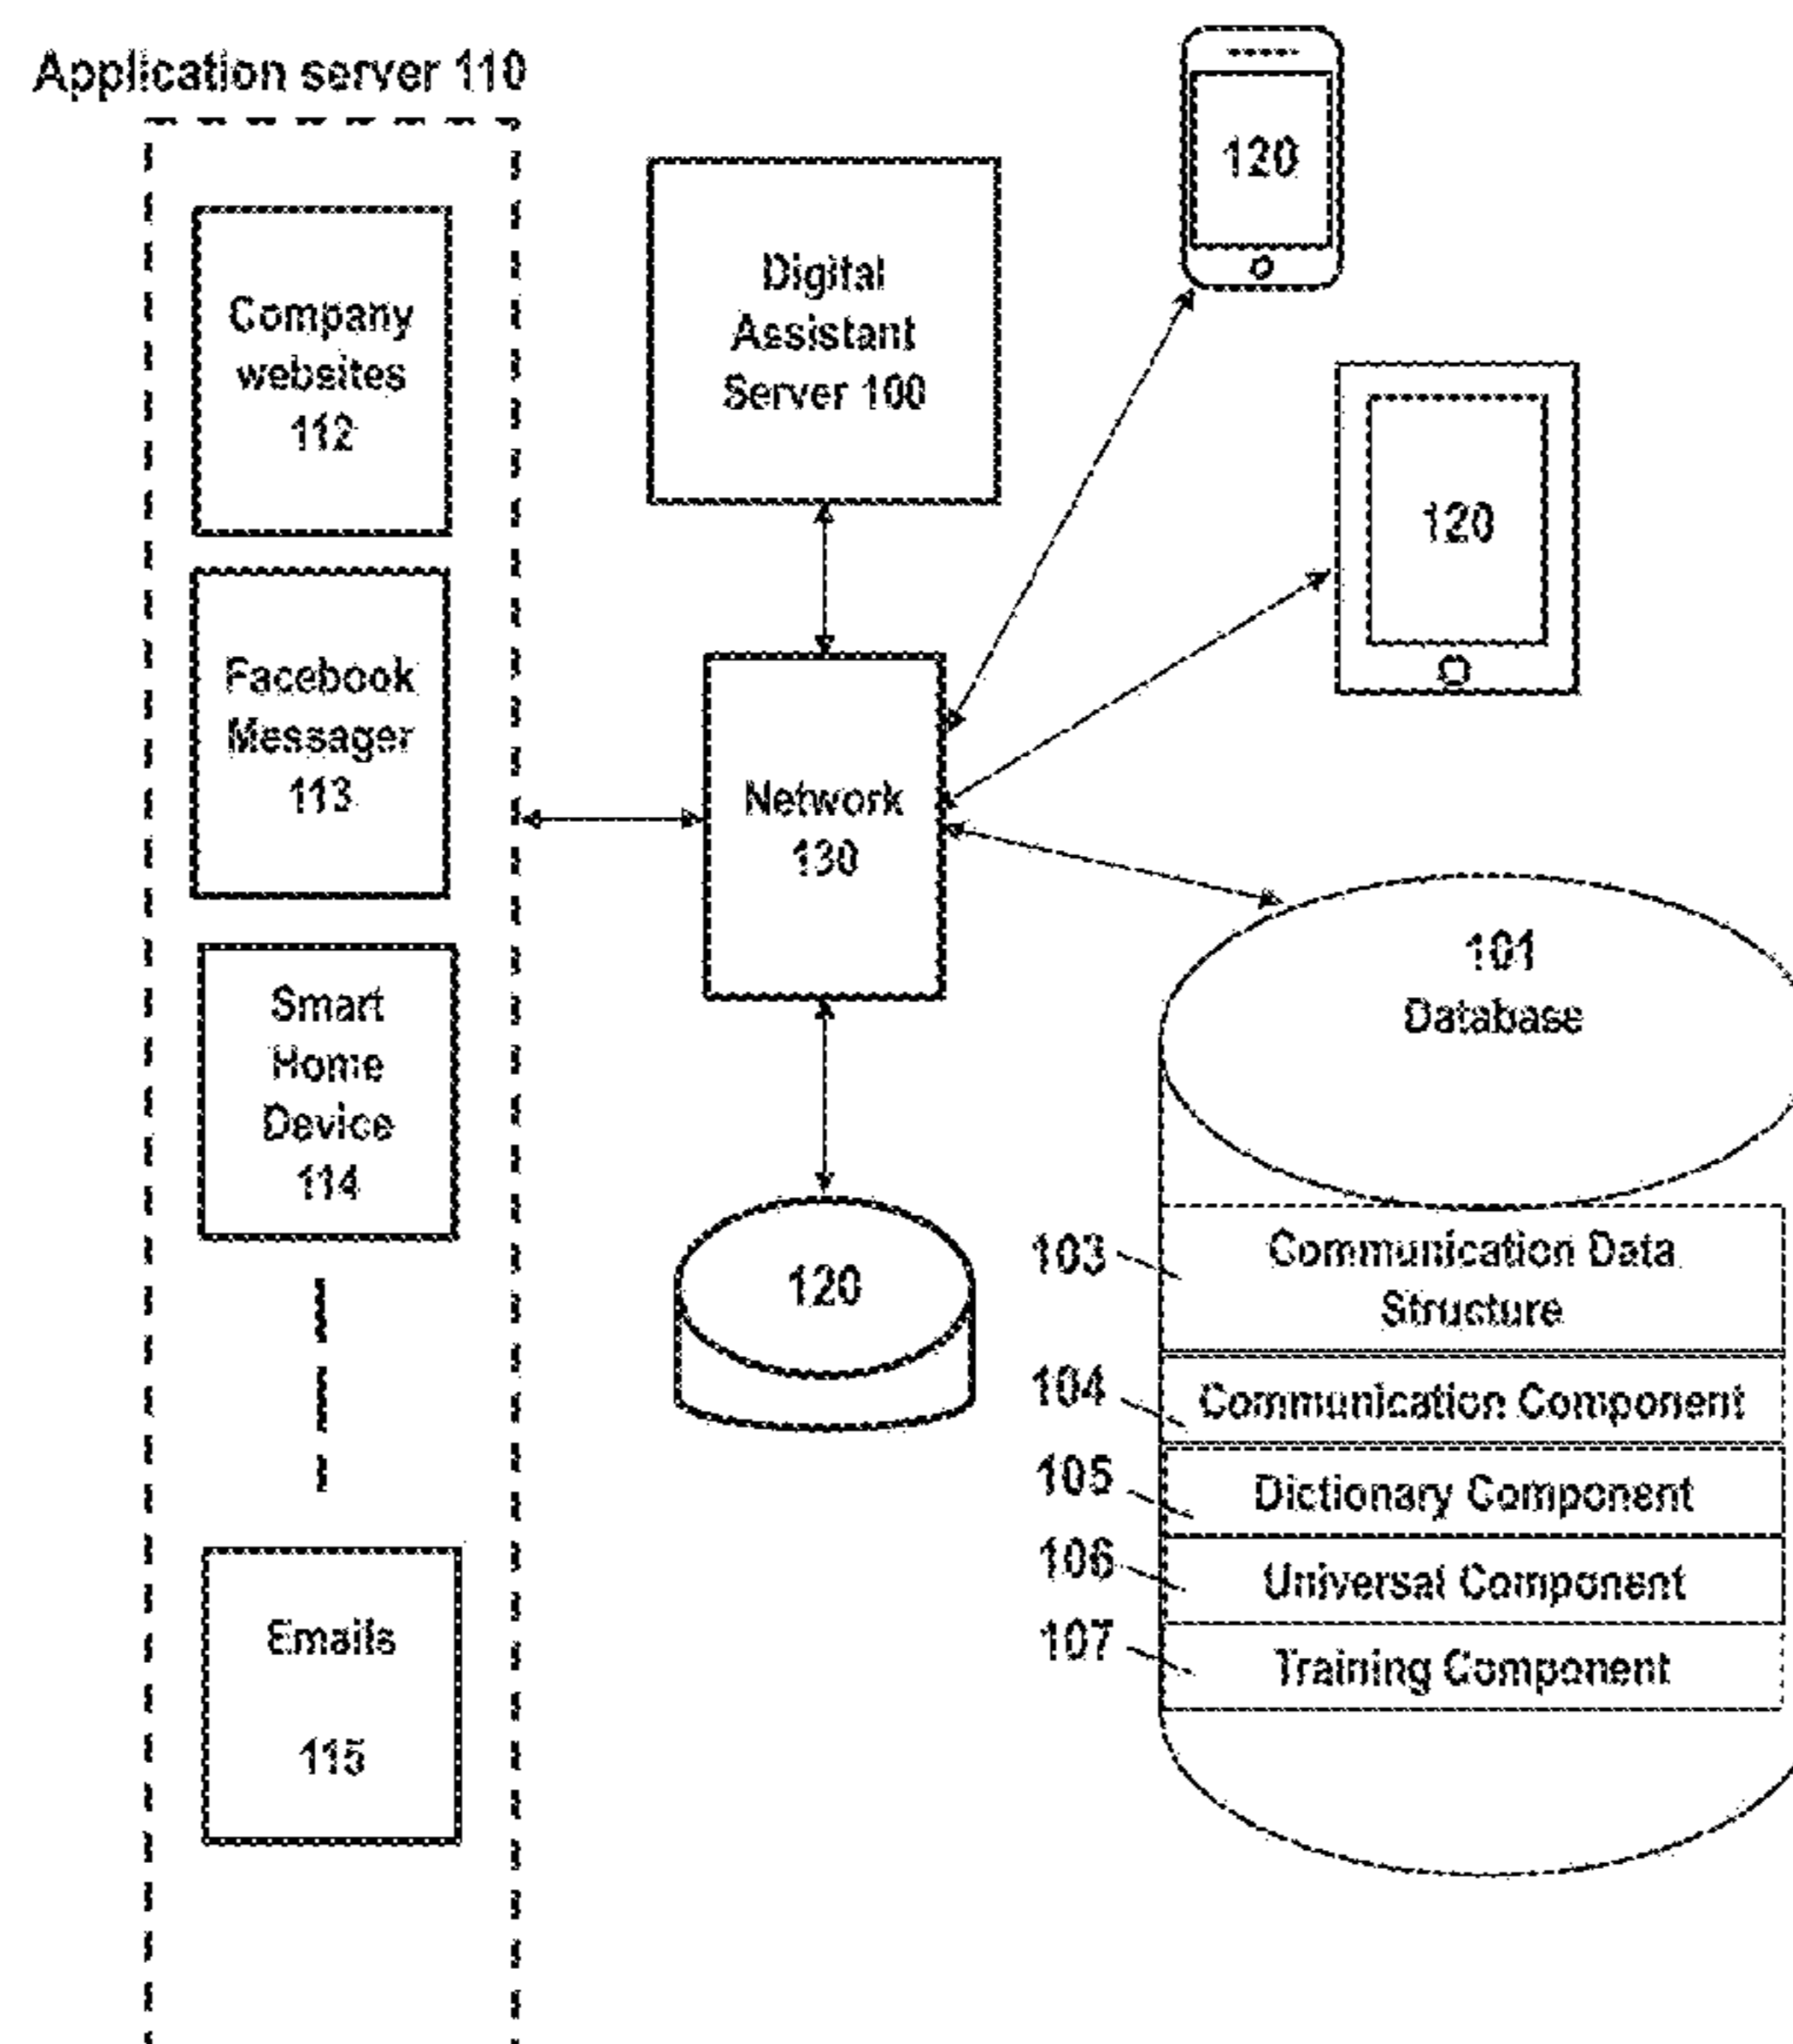 Application server 110
Company
websites
112
Facebook
Messager
113
Smart
Home
Device
114
Emails
115
Digital
Assistant
Server 100
Network
130
120
120
120
101
Database
103
Communication Data
Structure
104
Communication Component
105
Dictionary Component
106
Universal Component
107
Training Component